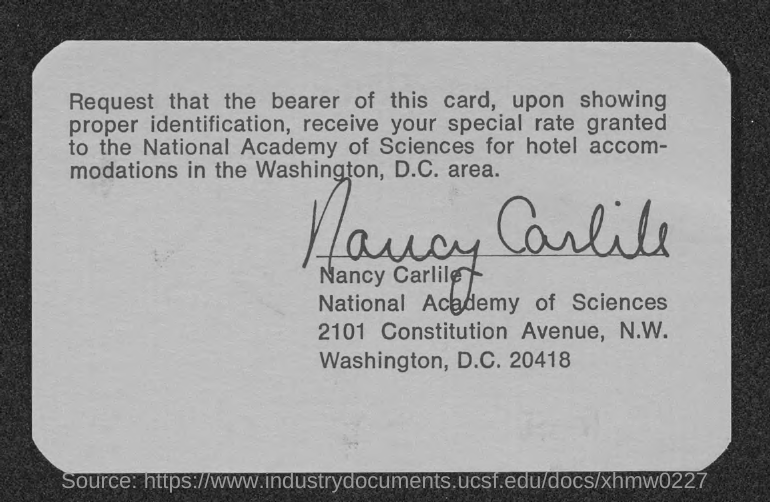 Request that the bearer of this card, upon showing
proper identification, receive your special rate granted
to the National Academy of Sciences for hotel accom-
modations in the Washington, D.C. area.
Nancy Carlile
Nancy Carlile
National Academy of Sciences
2101 Constitution Avenue, N.W.
Washington, D.C. 20418
Source: https://www.industrydocuments.ucsf.edu/docs/xhmw0227